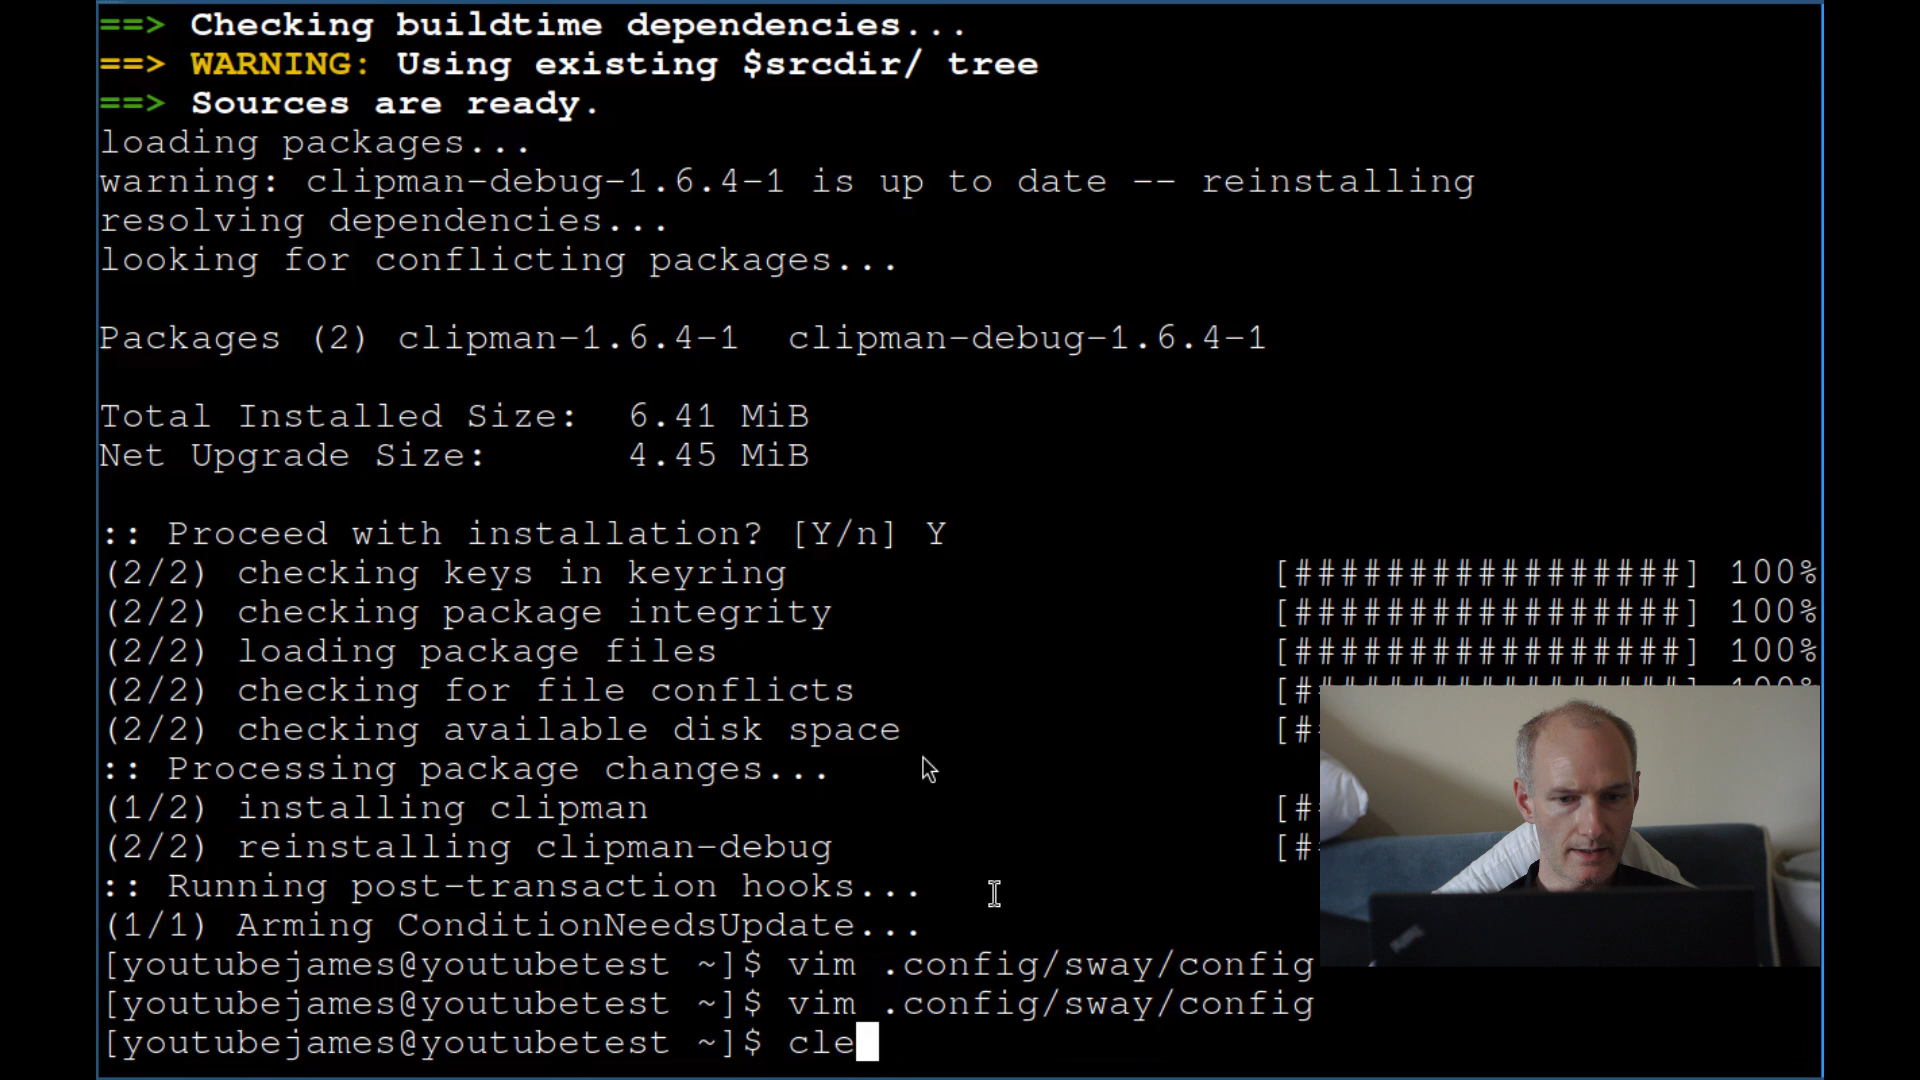 ==> Checking buildtime dependencies...
==> WARNING: Using existing $srcdir/ tree
==> Sources are ready.
loading packages...
warning: clipman-debug-1.6.4-1 is up to date -- reinstalling
resolving dependencies...
looking for conflicting packages...
Packages (2) clipman-1.6.4-1  clipman-debug-1.6.4-1
Total Installed Size:  6.41 MiB
Net Upgrade Size:      4.45 MiB
:: Proceed with installation? [Y/n] Y
(2/2) checking keys in keyring [#################] 100%
(2/2) checking package integrity [#################] 100%
(2/2) loading package files [#################] 100%
(2/2) checking for file conflicts [#################] 100%
(2/2) checking available disk space [#
:: Processing package changes...
(1/2) installing clipman [#
(2/2) reinstalling clipman-debug [#
:: Running post-transaction hooks...
(1/1) Arming ConditionNeedsUpdate...
[youtubejames@youtubetest ~]$ vim .config/sway/config
[youtubejames@youtubetest ~]$ vim .config/sway/config
[youtubejames@youtubetest ~]$ cle